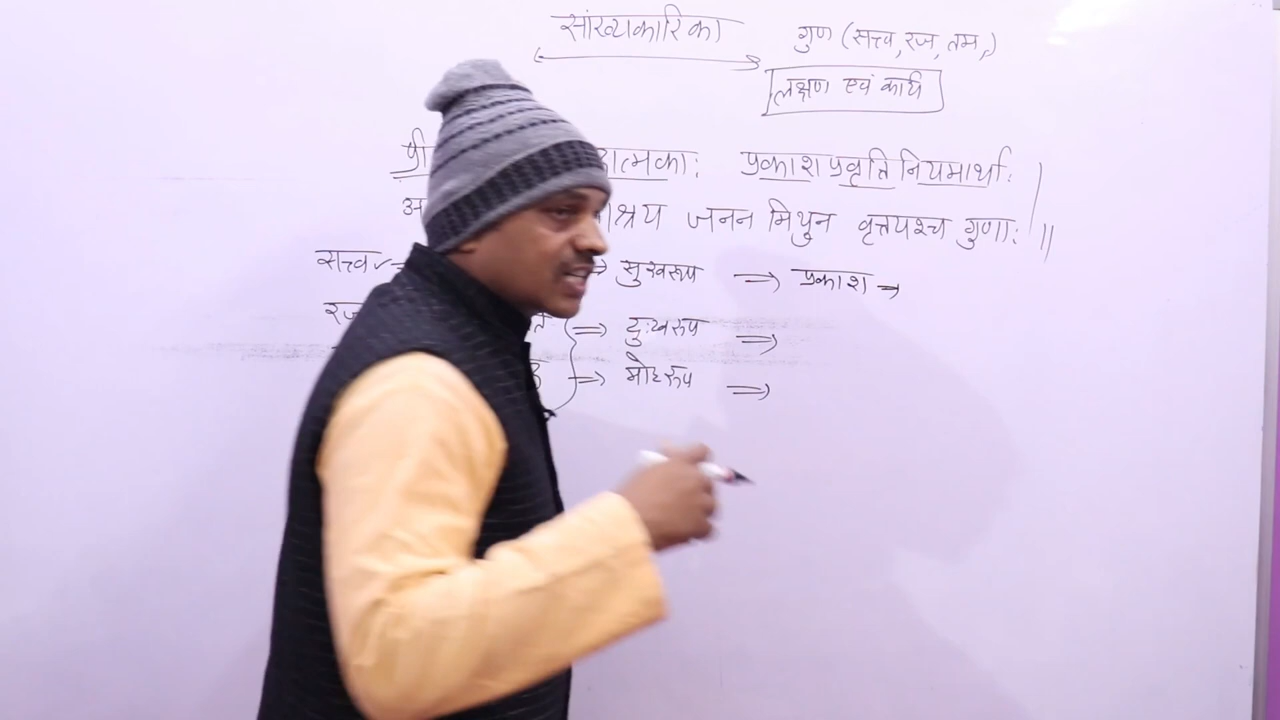 सांख्यकारिका
गुण (सत्त्व, रज, तम,)
लक्षण एवं कार्य
प्री त्मकाः प्रकाश प्रवृत्ति नियमार्थाः।
श्रय जनन मिथुन वृत्तयश्च गुणाः॥
सत्त्व ✓ → ⇒ सुखरूप ⇒ प्रकाश →
रज ⇒ दुःखरूप ⇒
⇒ मोहरूप ⇒